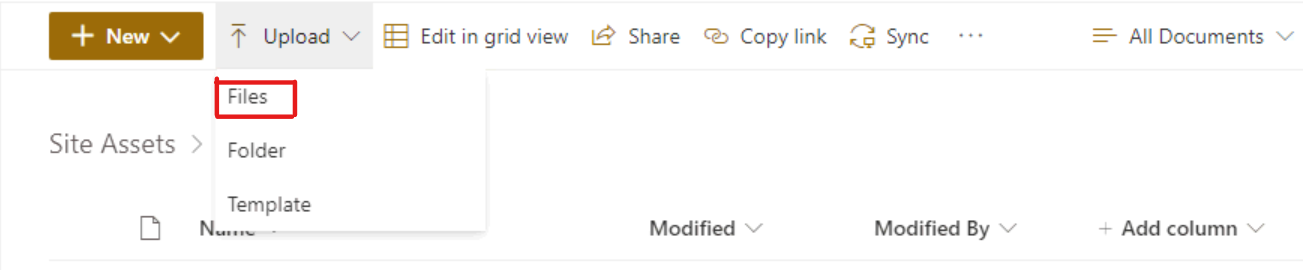 New Upload Edit in grid view Share Copy link Sync ··· All Documents
Files
Site Assets >
Folder
Template
Name Modified Modified By + Add column